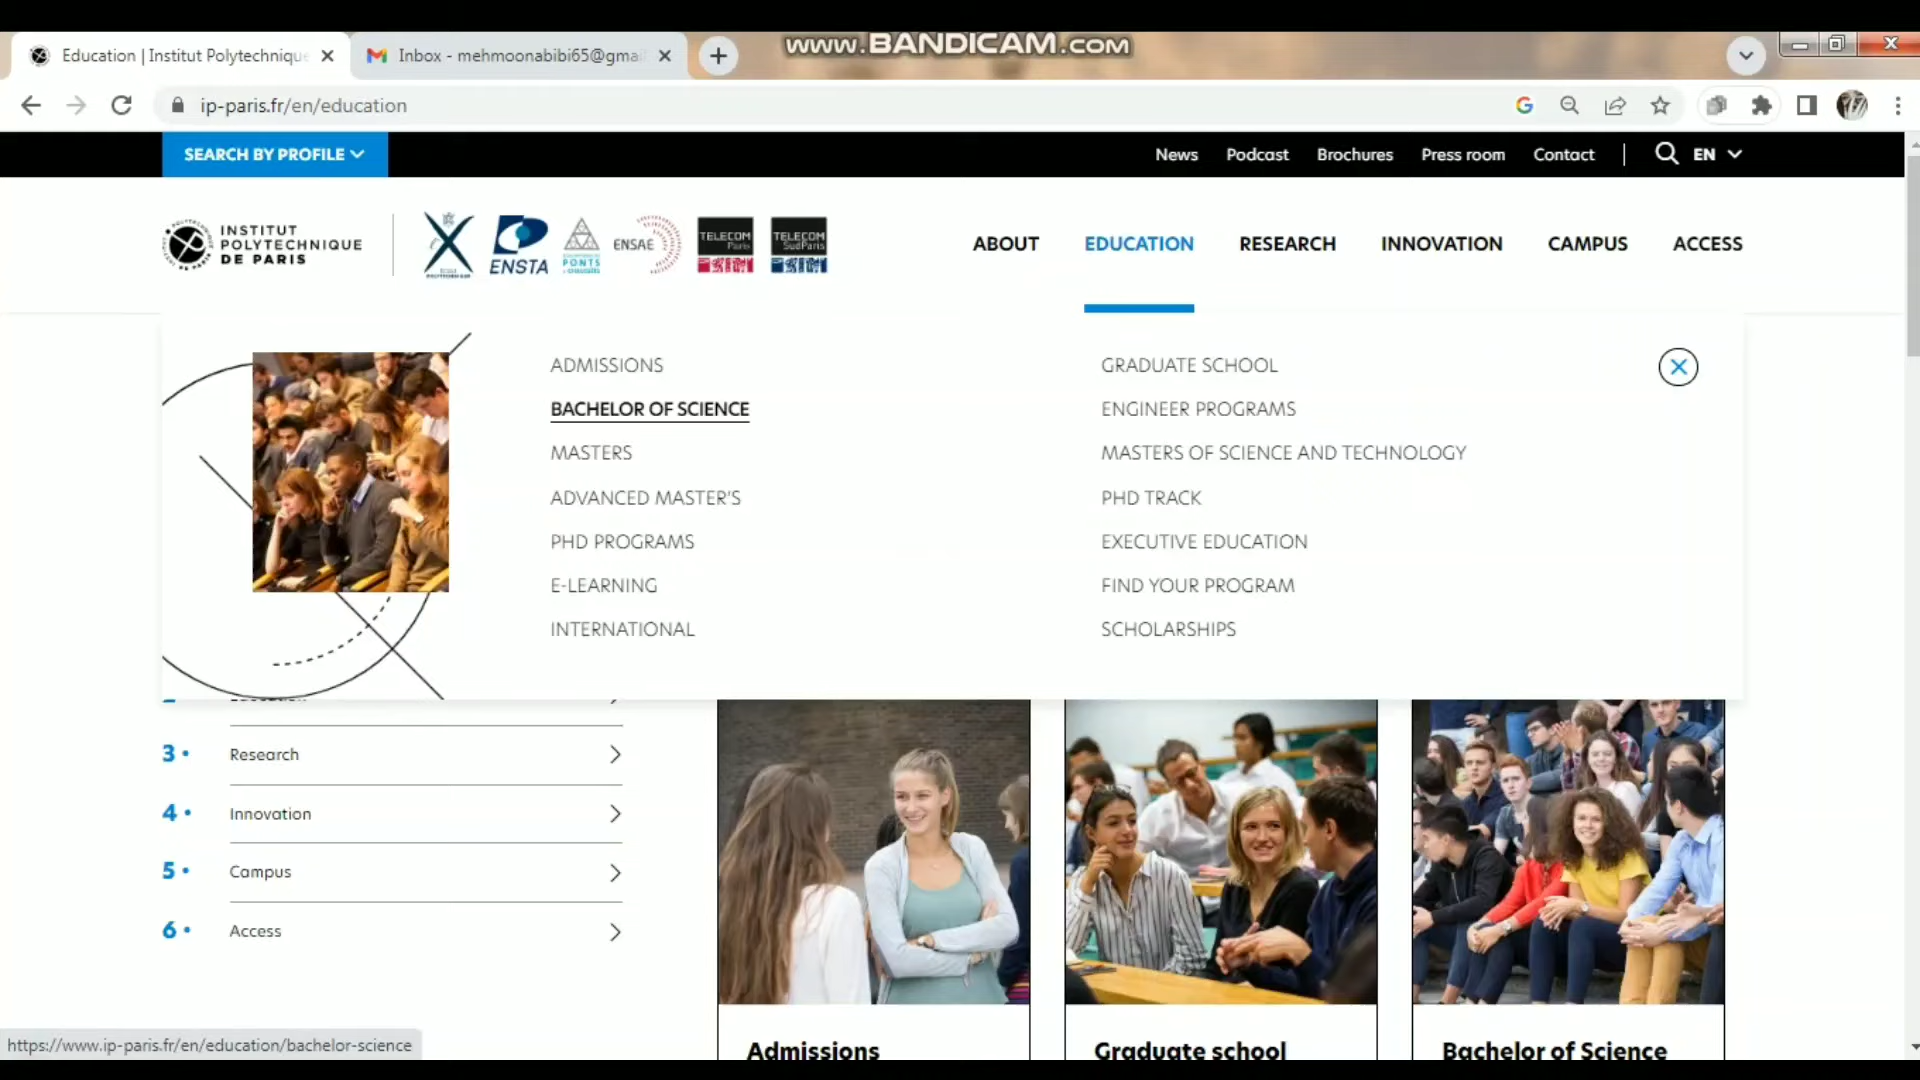 www.BANDICAM.com
Education | Institut Polytechnique
Inbox - mehmoonabibi65@gmai
ip-paris.fr/en/education
SEARCH BY PROFILE
News
Podcast
Brochures
Press room
Contact
EN
INSTITUT
POLYTECHNIQUE
DE PARIS
ENSTA
PONTS
ENSAE
TELECOM
Paris
TELECOM
SudParis
ABOUT
EDUCATION
RESEARCH
INNOVATION
CAMPUS
ACCESS
ADMISSIONS
BACHELOR OF SCIENCE
MASTERS
ADVANCED MASTER'S
PHD PROGRAMS
E-LEARNING
INTERNATIONAL
GRADUATE SCHOOL
ENGINEER PROGRAMS
MASTERS OF SCIENCE AND TECHNOLOGY
PHD TRACK
EXECUTIVE EDUCATION
FIND YOUR PROGRAM
SCHOLARSHIPS
3 • Research
4 • Innovation
5 • Campus
6 • Access
Admissions
Graduate school
Bachelor of Science
https://www.ip-paris.fr/en/education/bachelor-science